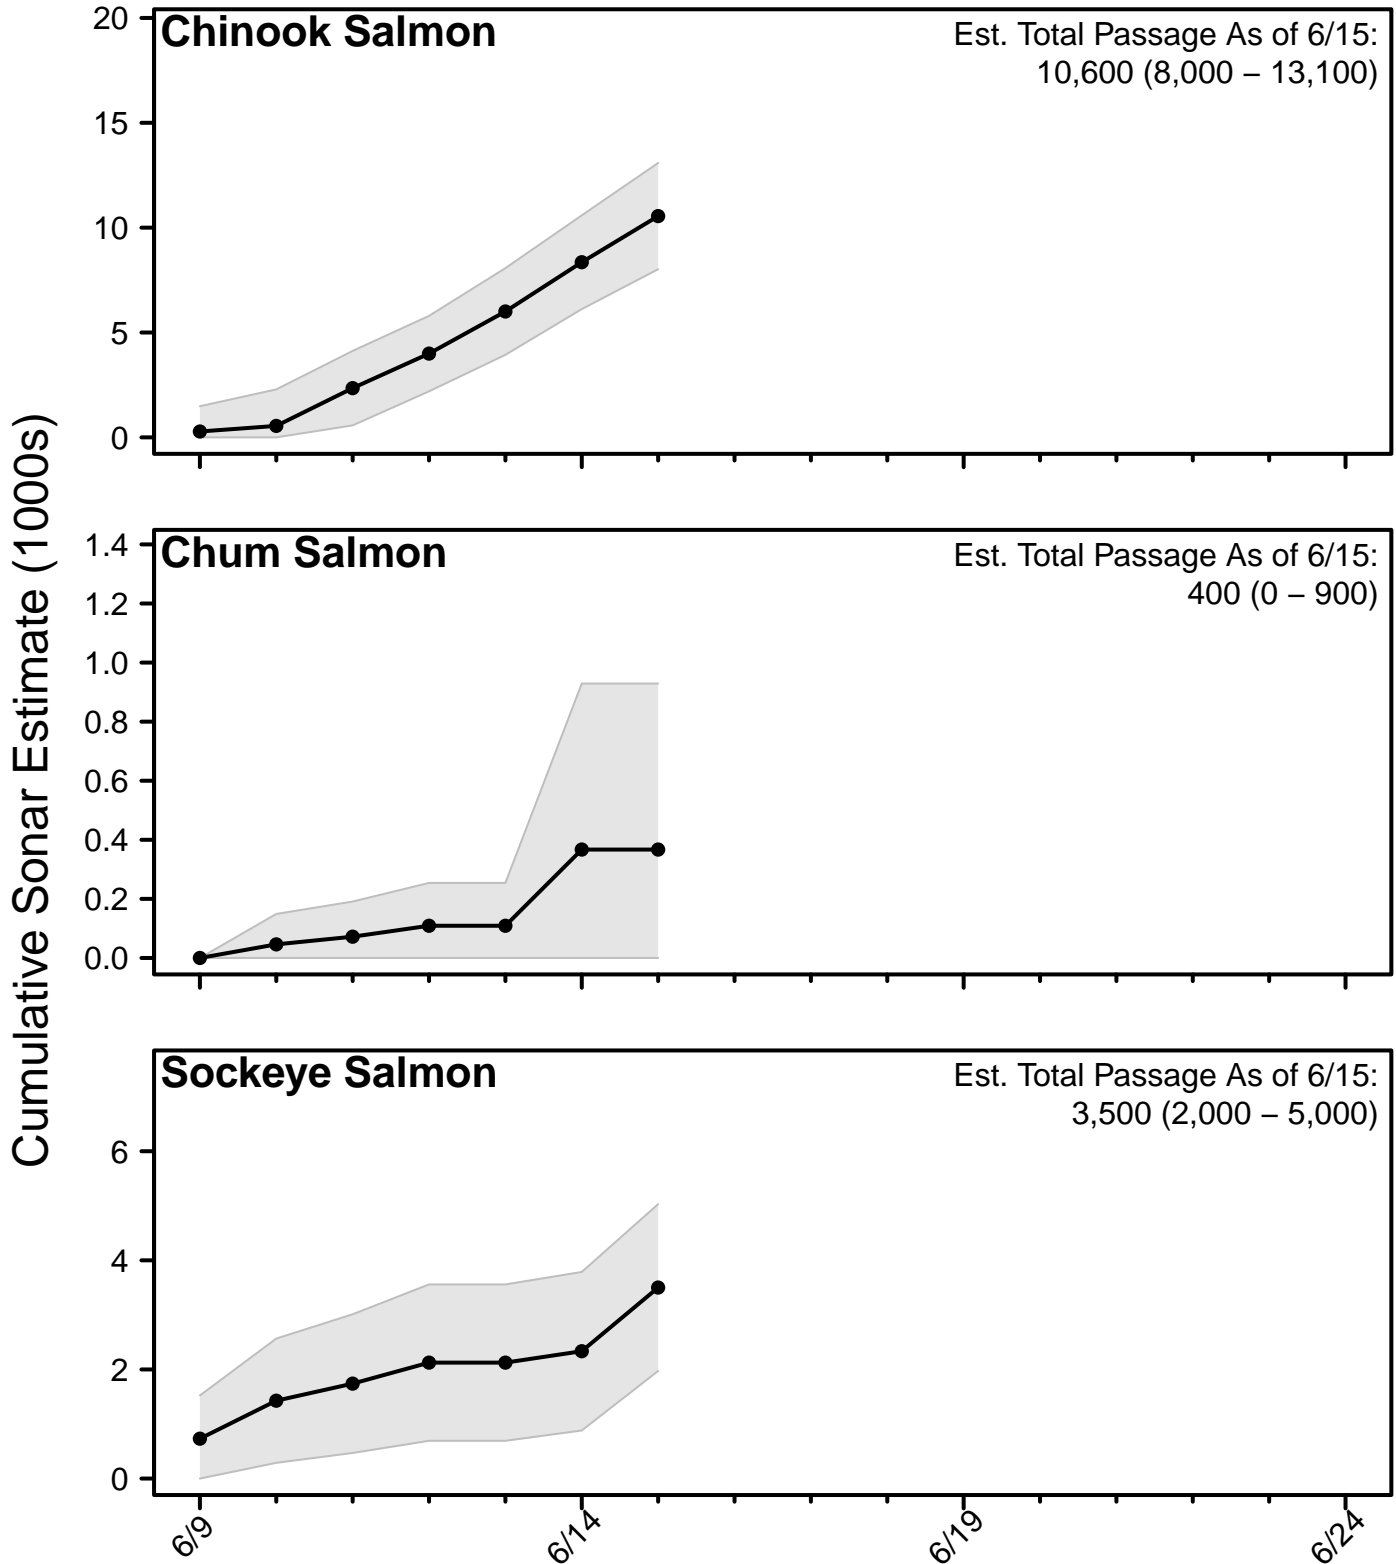 Cumulative Sonar Estimate (1000s)
Chinook Salmon
Est. Total Passage As of 6/15:
10,600 (8,000 – 13,100)
20
15
10
5
0
Chum Salmon
Est. Total Passage As of 6/15:
400 (0 – 900)
1.4
1.2
1.0
0.8
0.6
0.4
0.2
0.0
Sockeye Salmon
Est. Total Passage As of 6/15:
3,500 (2,000 – 5,000)
6
4
2
0
6/9
6/14
6/19
6/24